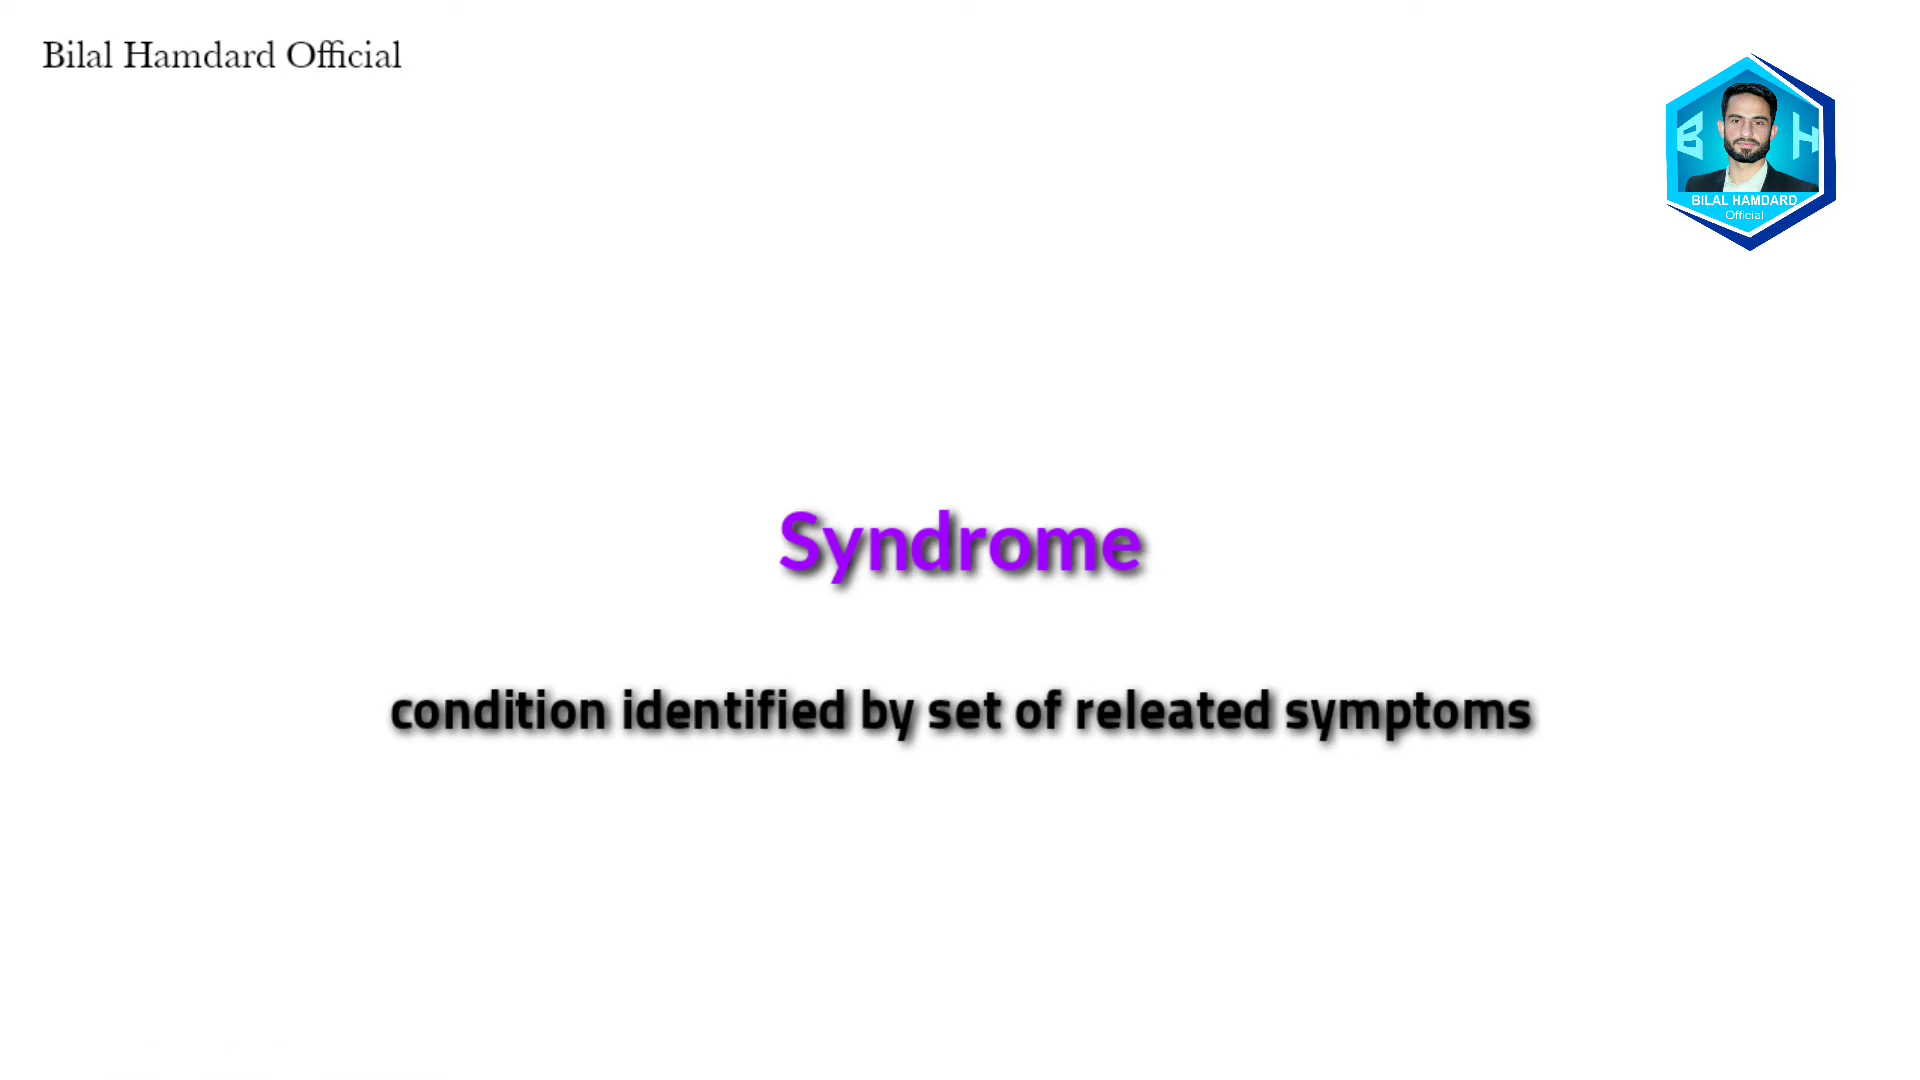 Bilal Hamdard Official
B H
BILAL HAMDARD
Official
Syndrome
condition identified by set of releated symptoms